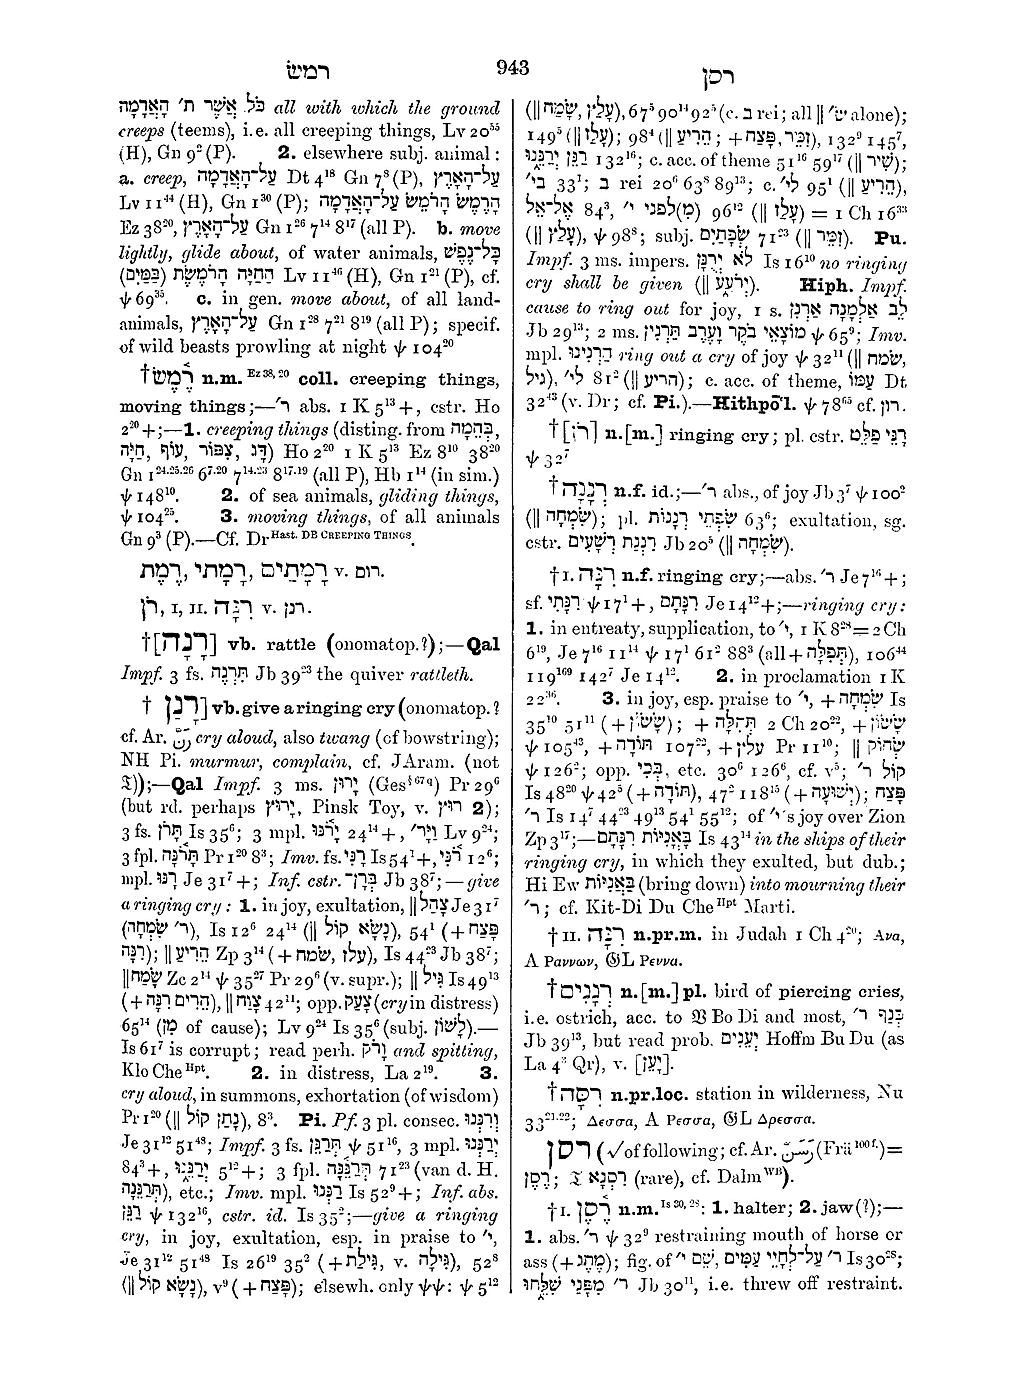 רמשׂ
943
רסן
כֹּל אֲשֶׁר תּ׳ הָאֲדָמָה all with which the ground
creeps (teems), i.e. all creeping things, Lv 20²⁵
(H), Gn 9² (P). 2. elsewhere subj. animal :
a. creep, עַל־הָאֲדָמָה Dt 4¹⁸ Gn 7⁸ (P), עַל־הָאָרֶץ
Lv 11⁴⁴ (H), Gn 1³⁰ (P); הָרֶמֶשׂ הָרֹמֵשׂ עַל־הָאֲדָמָה
Ez 38²⁰, עַל־הָאָרֶץ Gn 1²⁶ 7¹⁴ 8¹⁷ (all P). b. move
lightly, glide about, of water animals, כָּל־נֶפֶשׁ
הַחַיָּה הָרֹמֶשֶׂת (בַּמַּיִם) Lv 11⁴⁶ (H), Gn 1²¹ (P), cf.
ψ 69³⁵. c. in gen. move about, of all land-
animals, עַל־הָאָרֶץ Gn 1²⁸ 7²¹ 8¹⁹ (all P); specif.
of wild beasts prowling at night ψ 104²⁰
†רֶ֫מֶשׂ n.m. Ez 38, 20 coll. creeping things,
moving things;—ר׳ abs. 1 K 5¹³ +, cstr. Ho
2²⁰ +;—1. creeping things (disting. from בְּהֵמָה,
דָּג, צִפּוֹר, עוֹף, חַיָּה) Ho 2²⁰ 1 K 5¹³ Ez 8¹⁰ 38²⁰
Gn 1²⁴·²⁵·²⁶ 6⁷·²⁰ 7¹⁴·²³ 8¹⁷·¹⁹ (all P), Hb 1¹⁴ (in sim.)
ψ 148¹⁰. 2. of sea animals, gliding things,
ψ 104²⁵. 3. moving things, of all animals
Gn 9³ (P).—Cf. Dr Hast. DB CREEPING THINGS.
רָמָתַיִם, רָמָתִי, רֶמֶת v. רום.
רֹן, I, II. רִנָּה v. רנן.
†[רָנָה] vb. rattle (onomatop.?);—Qal
Impf. 3 fs. תִּרְנֶה Jb 39²³ the quiver rattleth.
† רָנַן] vb. give a ringing cry (onomatop.?
cf. Ar. رَنَّ cry aloud, also twang (of bowstring);
NH Pi. murmur, complain, cf. JAram. (not
𝔗));—Qal Impf. 3 ms. יָרוּן (Ges§67q) Pr 29⁶
(but rd. perhaps יָרוּץ, Pinsk Toy, v. רוץ 2);
3 fs. תָּרֹן Is 35⁶; 3 mpl. יָרֹנּוּ 24¹⁴ +, וַיָּר׳ Lv 9²⁴;
3 fpl. תָּרֹנָּה Pr 1²⁰ 8³; Imv. fs. רָנִּי Is 54¹ +, רֹנִּי 12⁶;
mpl. רָנּוּ Je 31⁷ +; Inf. cstr. בְּרָן־ Jb 38⁷; —give
a ringing cry : 1. in joy, exultation, ‖ צָהַל Je 31⁷
(ר׳ שִׂמְחָה), Is 12⁶ 24¹⁴ (‖ נָשָׂא קוֹל), 54¹ (+ פָּצַח
רִנָּה); ‖ הֵרִיעַ Zp 3¹⁴ (+ עלז, שׂמח), Is 44²³ Jb 38⁷;
‖ שָׂמַח Zc 2¹⁴ ψ 35²⁷ Pr 29⁶ (v. supr.); ‖ גִּיל Is 49¹³
(+ הֵרִים רִנָּה), ‖ צָוַח 42¹¹; opp. צָעַק (cry in distress)
65¹⁴ (מִן of cause); Lv 9²⁴ Is 35⁶ (subj. לָשׁוֹן).—
Is 61⁷ is corrupt; read perh. וָרֹק and spitting,
Klo Che Hpt. 2. in distress, La 2¹⁹. 3.
cry aloud, in summons, exhortation (of wisdom)
Pr 1²⁰ (‖ נָתַן קוֹל), 8³. Pi. Pf. 3 pl. consec. וְרִנְּנוּ
Je 31¹² 51⁴⁸; Impf. 3 fs. תְּרַנֵּן ψ 51¹⁶, 3 mpl. יְרַנְּנוּ
84³ +, יְרַנֵּנוּ 5¹² +; 3 fpl. תְּרַנֵּנָּה 71²³ (van d. H.
תְּרַנֵּנָּה), etc.; Imv. mpl. רַנְּנוּ Is 52⁹ +; Inf. abs.
רַנֵּן ψ 132¹⁶, cstr. id. Is 35²;—give a ringing
cry, in joy, exultation, esp. in praise to י׳,
Je 31¹² 51⁴⁸ Is 26¹⁹ 35² (+ גִּילַת, v. גִּילָה), 52⁸
(‖ נָשָׂא קוֹל), v⁹ (+ פָּצַח); elsewh. only ψψ: ψ 5¹²
(‖ עָלַץ, שָׂמַח), 67⁵ 90¹⁴ 92⁵ (c. ב rei; all ‖ שׂ׳ alone);
149⁵ (‖ עָלַז); 98⁴ (‖ הֵרִיעַ; + פָּצַח, זִמֵּר), 132⁹ 145⁷,
רַנֵּן יְרַנֵּנוּ 132¹⁶; c. acc. of theme 51¹⁶ 59¹⁷ (‖ שִׁיר);
בי׳ 33¹; ב rei 20⁶ 63⁸ 89¹³; c. לי׳ 95¹ (‖ הֵרִיעַ),
אֶל־אֵל 84³, (מִ)לִפְנֵי י׳ 96¹² (‖ עָלַז) = 1 Ch 16³³
(‖ עָלַץ), ψ 98⁸; subj. שְׂפָתַיִם 71²³ (‖ זִמֵּר). Pu.
Impf. 3 ms. impers. לֹא יְרֻנָּן Is 16¹⁰ no ringing
cry shall be given (‖ יְרֹעָע). Hiph. Impf.
cause to ring out for joy, 1 s. לֵב אַלְמָנָה אַרְנִן
Jb 29¹³; 2 ms. מוֹצָאֵי בֹקֶר וָעֶרֶב תַּרְנִין ψ 65⁹; Imv.
mpl. הַרְנִינוּ ring out a cry of joy ψ 32¹¹ (‖ שׂמח,
גיל), לי׳ 81² (‖ הריע); c. acc. of theme, עַמּוֹ Dt
32⁴³ (v. Dr; cf. Pi.).—Hithpō‘l. ψ 78⁶⁵ cf. רון.
†[רֹן] n.[m.] ringing cry; pl. cstr. רָנֵּי פַלֵּט
ψ 32⁷
†רְנָנָה n.f. id.;—ר׳ abs., of joy Jb 3⁷ ψ 100²
(‖ שִׂמְחָה); pl. שִׂפְתֵי רְנָנוֹת 63⁶; exultation, sg.
cstr. רִנְנַת רְשָׁעִים Jb 20⁵ (‖ שִׂמְחָה).
†I. רִנָּה n.f. ringing cry;—abs. ר׳ Je 7¹⁶ +;
sf. רִנָּתִי ψ 17¹ +, רִנָּתָם Je 14¹² +;—ringing cry:
1. in entreaty, supplication, to י׳, 1 K 8²⁸ = 2 Ch
6¹⁹, Je 7¹⁶ 11¹⁴ ψ 17¹ 61² 88³ (all + תְּפִלָּה), 106⁴⁴
119¹⁶⁹ 142⁷ Je 14¹². 2. in proclamation 1 K
22³⁶. 3. in joy, esp. praise to י׳, + שִׂמְחָה Is
35¹⁰ 51¹¹ (+ שָׂשׂוֹן); + תְּהִלָּה 2 Ch 20²², + שָׂשׂוֹן
ψ 105⁴³, + תּוֹדָה 107²², + עלץ Pr 11¹⁰; ‖ שְׂחוֹק
ψ 126²; opp. בְּכִי, etc. 30⁶ 126⁶, cf. v⁵; קוֹל ר׳
Is 48²⁰ ψ 42⁵ (+ תּוֹדָה), 47² 118¹⁵ (+ יְשׁוּעָה); פָּצַח
ר׳ Is 14⁷ 44²³ 49¹³ 54¹ 55¹²; of י׳'s joy over Zion
Zp 3¹⁷;—בָּאֳנִיּוֹת רִנָּתָם Is 43¹⁴ in the ships of their
ringing cry, in which they exulted, but dub.;
Hi Ew בַּאֲנִיּוֹת (bring down) into mourning their
ר׳; cf. Kit-Di Du Che Hpt Marti.
†II. רִנָּה n.pr.m. in Judah 1 Ch 4²⁰; Ανα,
A Ραννων, 𝔊L Ρεννα.
†רְנָנִים n.[m.] pl. bird of piercing cries,
i.e. ostrich, acc. to 𝔙 Bo Di and most, כְּנַף ר׳
Jb 39¹³, but read prob. יְעֵנִים Hoffm Bu Du (as
La 4³ Qr), v. [יָעֵן].
†רִסָּה n.pr.loc. station in wilderness, Nu
33²¹·²²; Δεσσα, A Ρεσσα, 𝔊L Δρεσσα.
רסן (√ of following; cf. Ar. رَسَنٌ (Frä 100 f.) =
רֶסֶן; 𝔗 רִסְנָא (rare), cf. Dalm WB).
†I. רֶ֫סֶן n.m. Is 30, 28: 1. halter; 2. jaw(?);—
1. abs. ר׳ ψ 32⁹ restraining mouth of horse or
ass (+ מֶתֶג); fig. of י׳ ר׳ עַל־לְחָיֵי עַמִּים, שָׂם Is 30²⁸;
ר׳ מִפָּנַי שִׁלֵּחוּ Jb 30¹¹, i.e. threw off restraint.